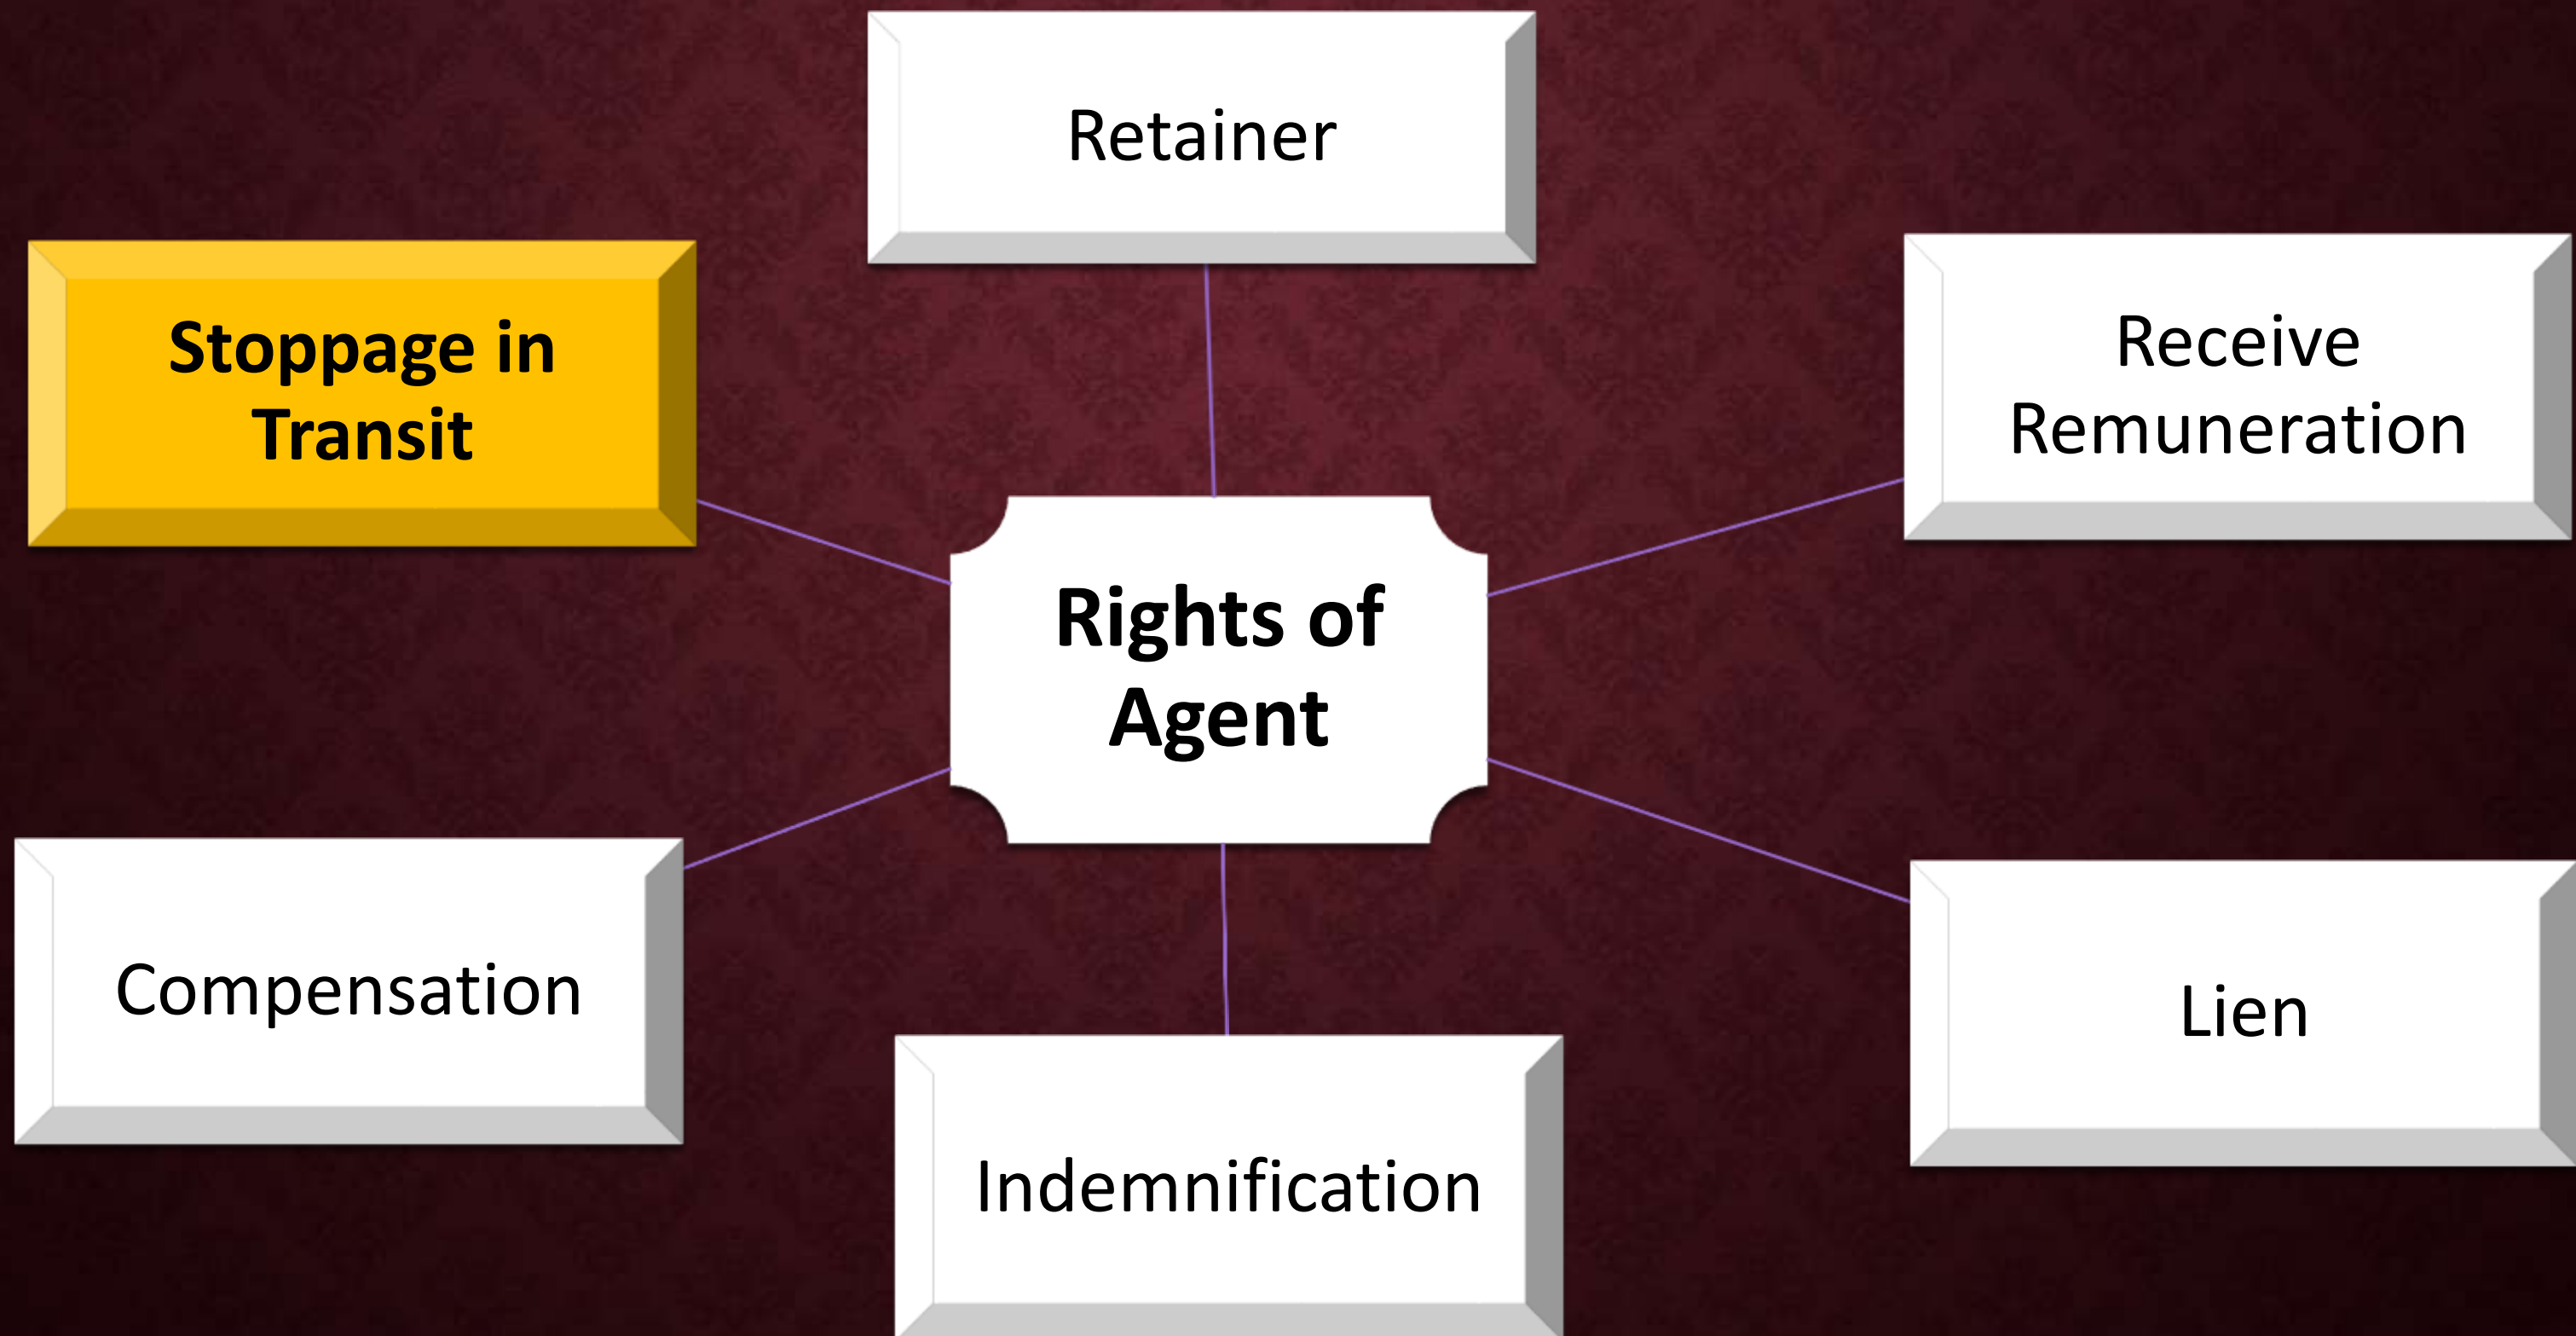 Retainer
Stoppage in
Transit
Receive
Remuneration
Rights of
Agent
Compensation
Lien
Indemnification